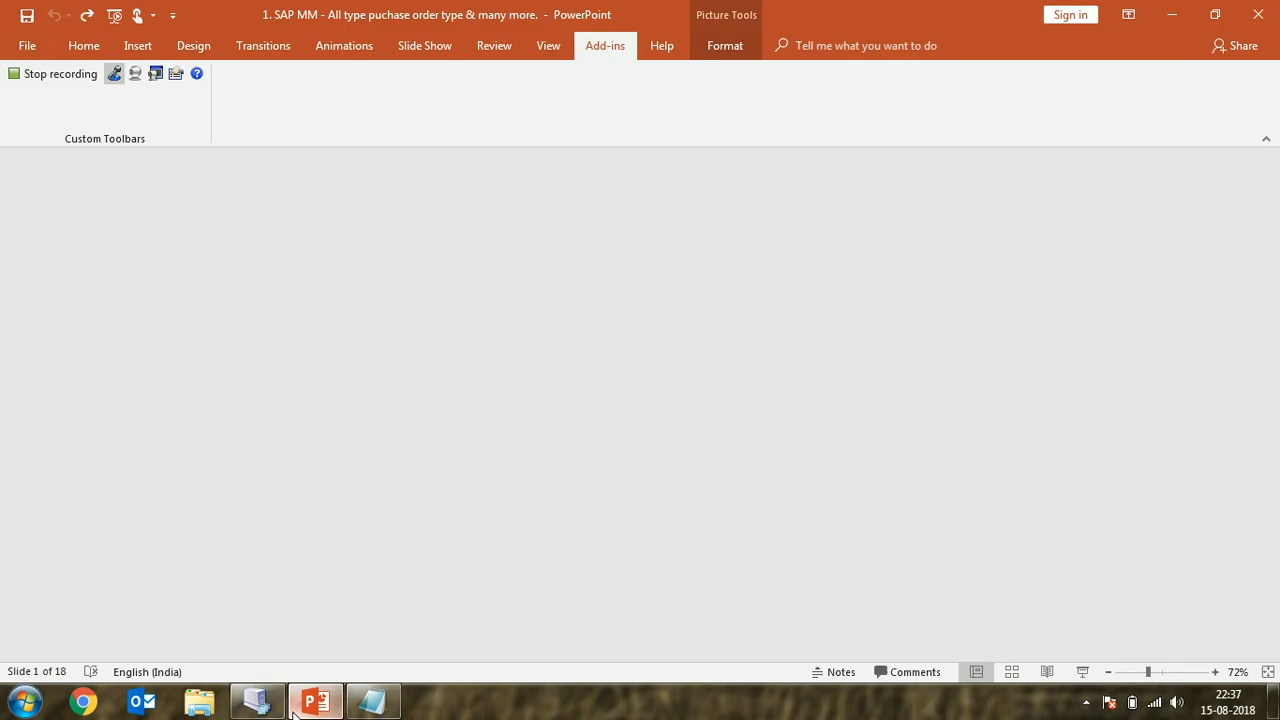 1. SAP MM - All type puchase order type & many more. - PowerPoint
Picture Tools
Sign in
File
Home
Insert
Design
Transitions
Animations
Slide Show
Review
View
Add-ins
Help
Format
Tell me what you want to do
Share
Stop recording
Custom Toolbars
Slide 1 of 18
English (India)
Notes
Comments
72%
22:37
15-08-2018